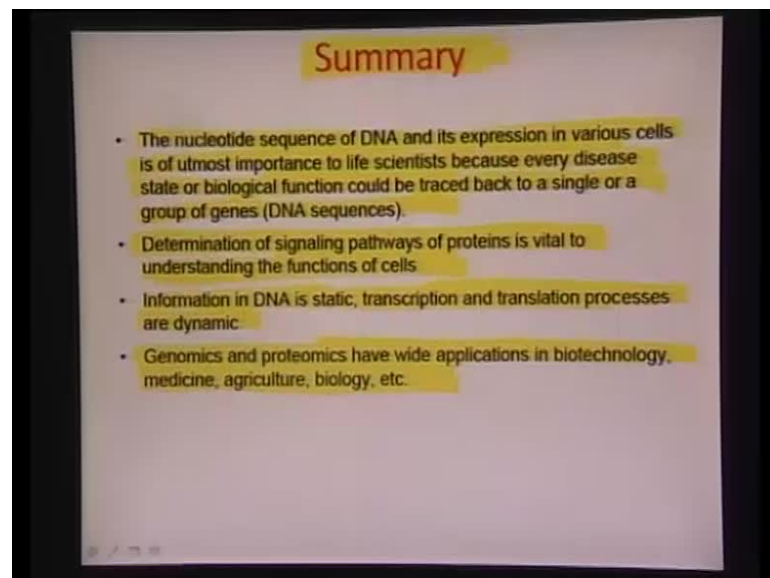 Summary
• The nucleotide sequence of DNA and its expression in various cells
is of utmost importance to life scientists because every disease
state or biological function could be traced back to a single or a
group of genes (DNA sequences).
• Determination of signaling pathways of proteins is vital to
understanding the functions of cells
• Information in DNA is static, transcription and translation processes
are dynamic
• Genomics and proteomics have wide applications in biotechnology,
medicine, agriculture, biology, etc.